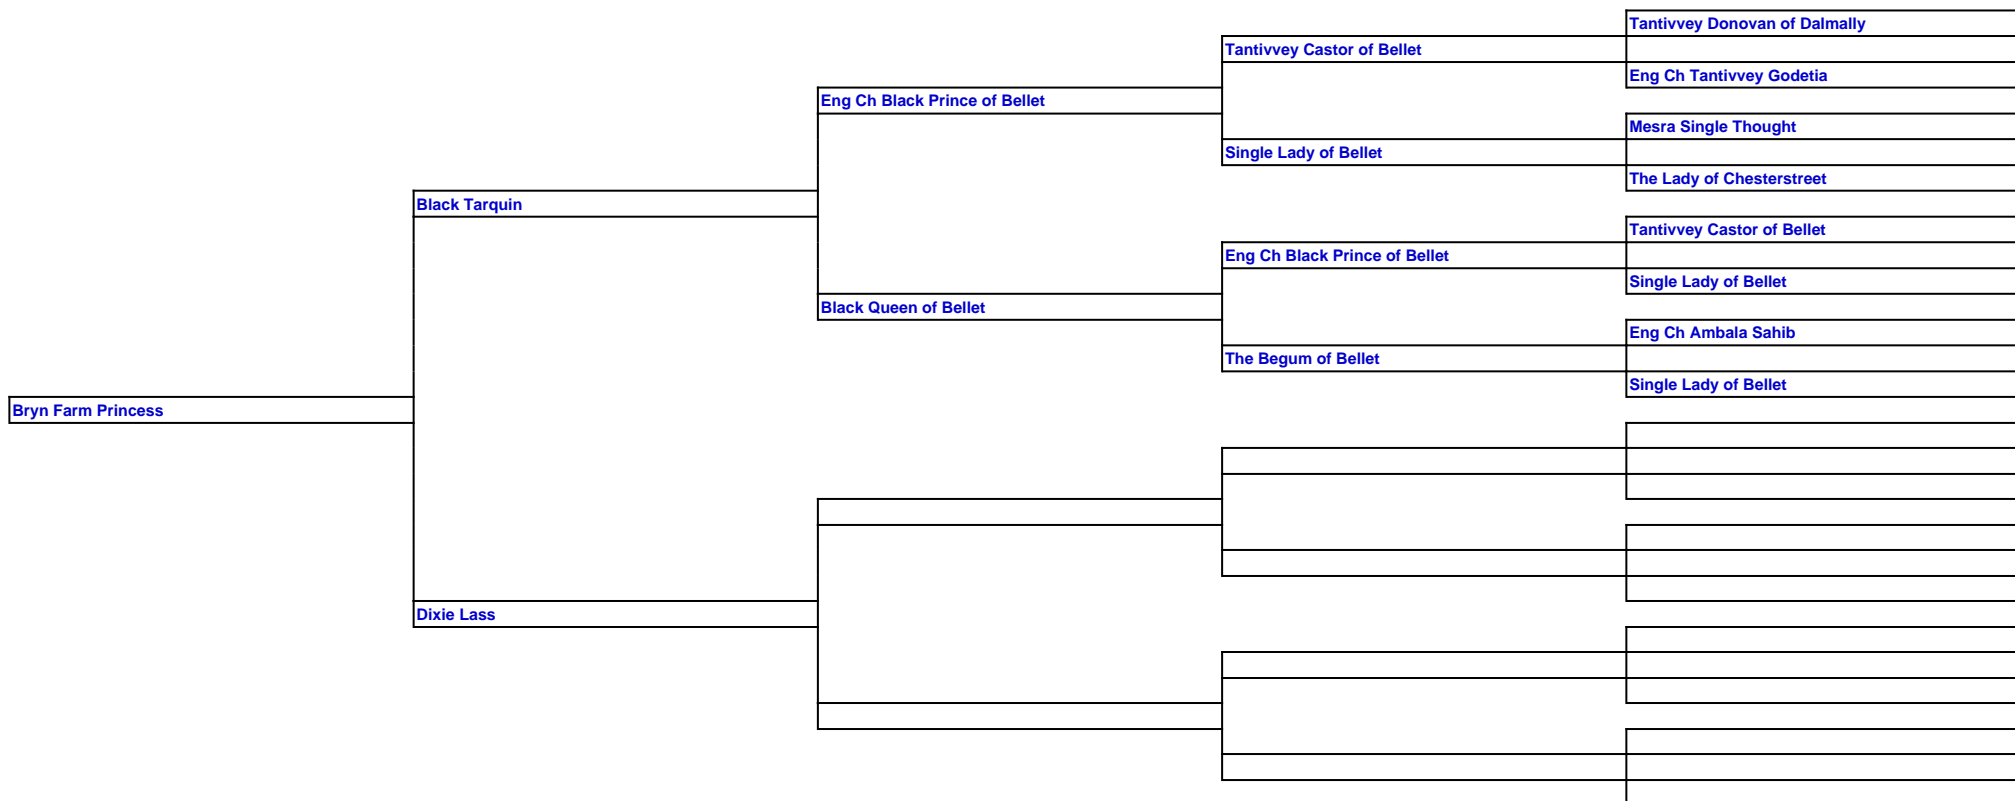 Tantivvey Donovan of Dalmally
Tantivvey Castor of Bellet
Eng Ch Tantivvey Godetia
Eng Ch Black Prince of Bellet
Mesra Single Thought
Single Lady of Bellet
The Lady of Chesterstreet
Black Tarquin
Tantivvey Castor of Bellet
Eng Ch Black Prince of Bellet
Single Lady of Bellet
Black Queen of Bellet
Eng Ch Ambala Sahib
The Begum of Bellet
Single Lady of Bellet
Bryn Farm Princess
Dixie Lass